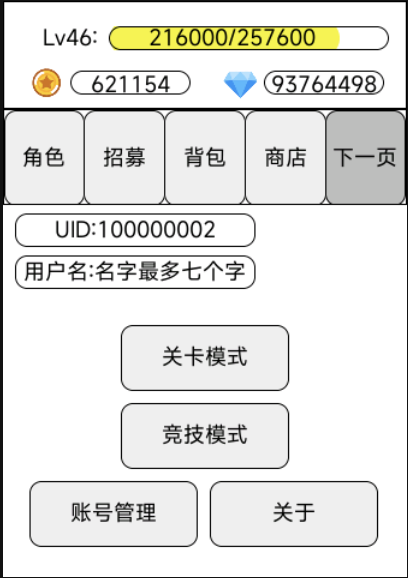 Lv46: 216000/257600
621154 93764498
角色 招募 背包 商店 下一页
UID:100000002
用户名:名字最多七个字
关卡模式
竞技模式
账号管理 关于